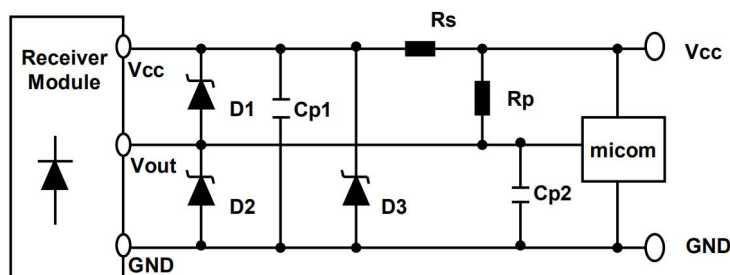 Receiver
Module
Vcc
Vout
GND
D1
D2
Cp1
D3
Rs
Rp
Cp2
micom
Vcc
GND